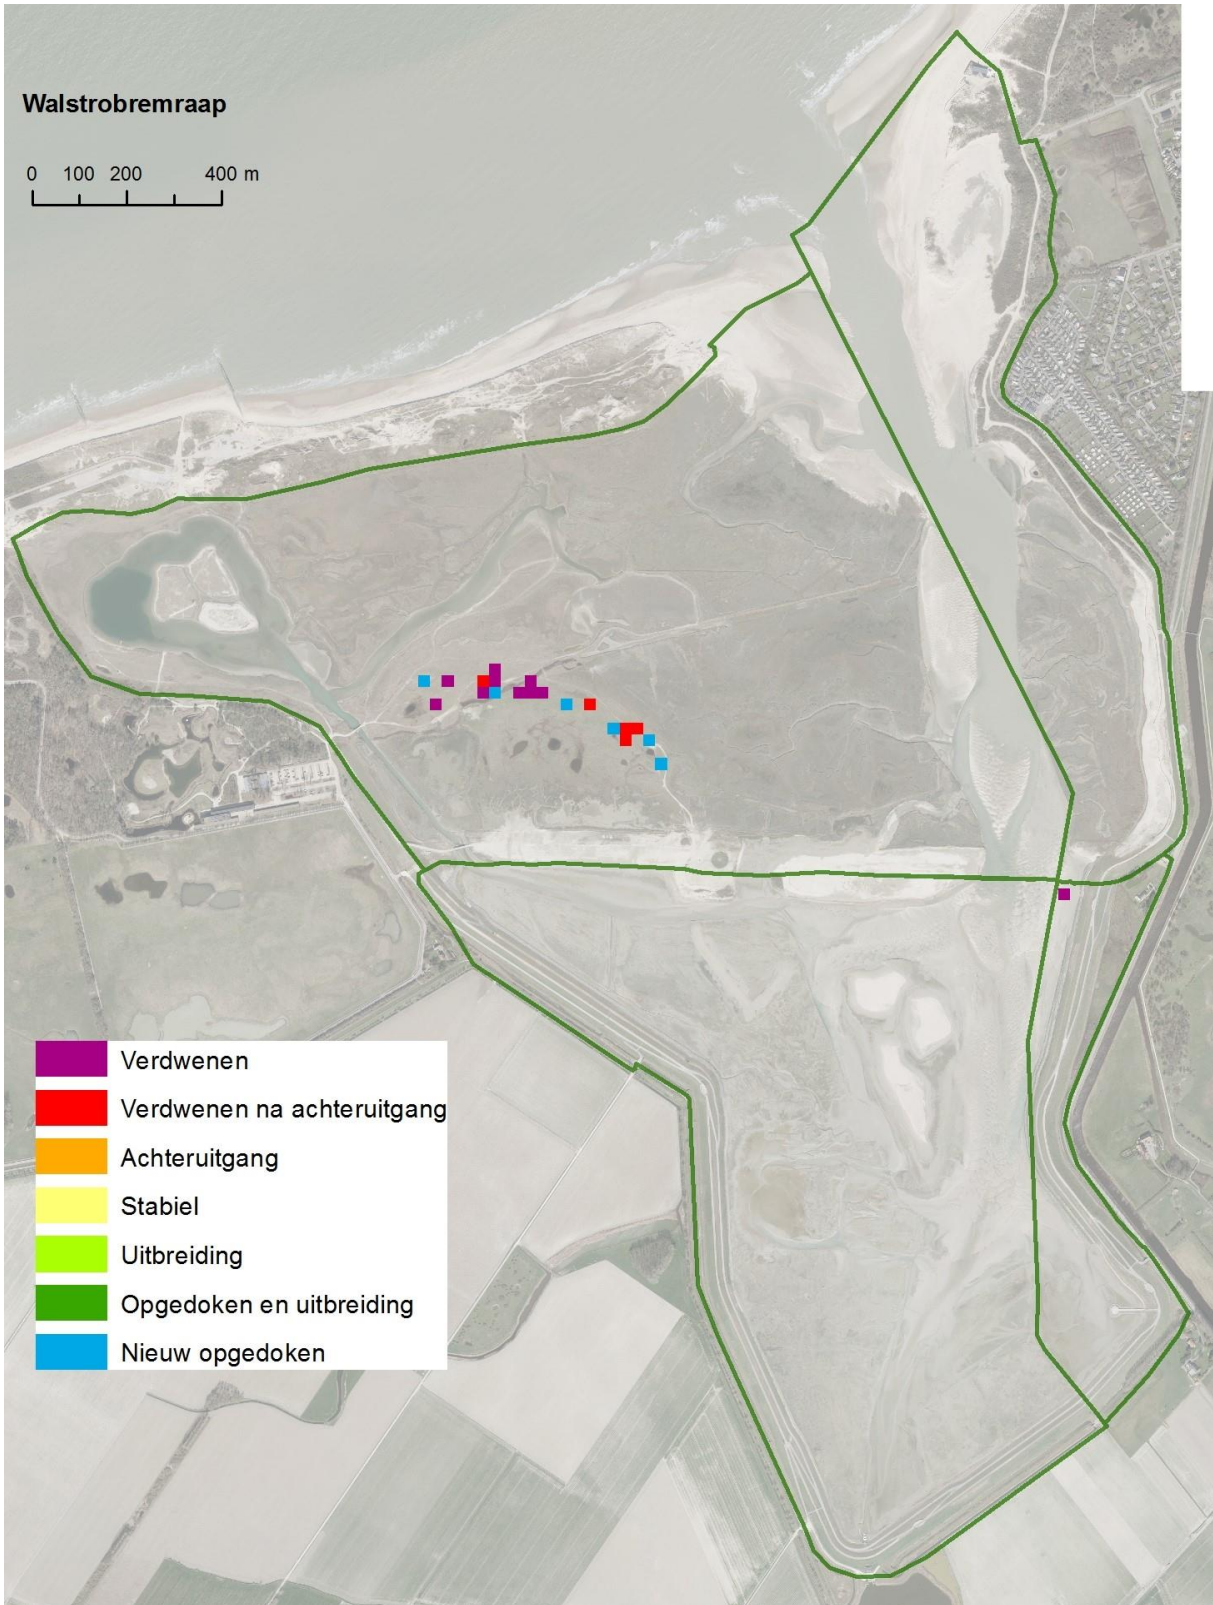 Walstrobremraap
0 100 200 400 m
Verdwenen
Verdwenen na achteruitgang
Achteruitgang
Stabiel
Uitbreiding
Opgedoken en uitbreiding
Nieuw opgedoken